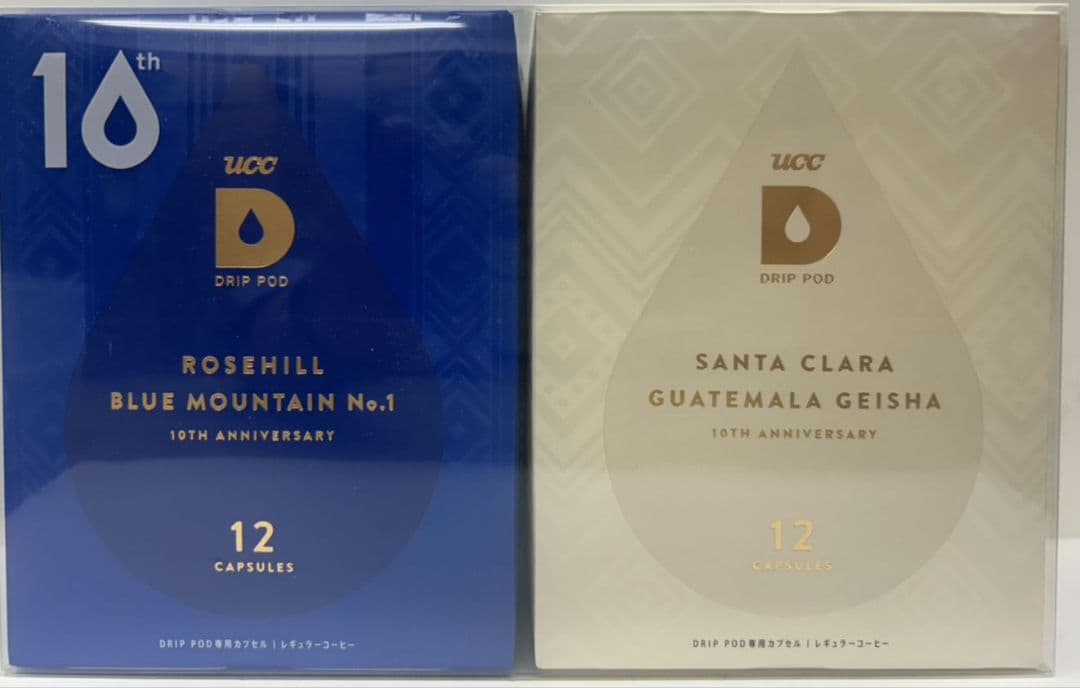 10th
ucc
D
DRIP POD
ROSEHILL
BLUE MOUNTAIN No.1
10TH ANNIVERSARY
12
CAPSULES
DRIP POD専用カプセル | レギュラーコーヒー
ucc
D
DRIP POD
SANTA CLARA
GUATEMALA GEISHA
10TH ANNIVERSARY
12
CAPSULES
DRIP POD専用カプセル | レギュラーコーヒー